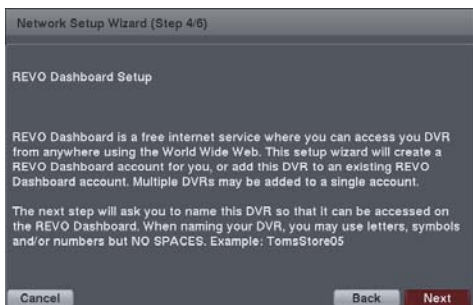 Network Setup Wizard (Step 4/6)
REVO Dashboard Setup
REVO Dashboard is a free internet service where you can access you DVR
from anywhere using the World Wide Web. This setup wizard will create a
REVO Dashboard account for you, or add this DVR to an existing REVO
Dashboard account. Multiple DVRs may be added to a single account.
The next step will ask you to name this DVR so that it can be accessed on
the REVO Dashboard. When naming your DVR, you may use letters, symbols
and/or numbers but NO SPACES. Example: TomsStore05
Cancel Back Next